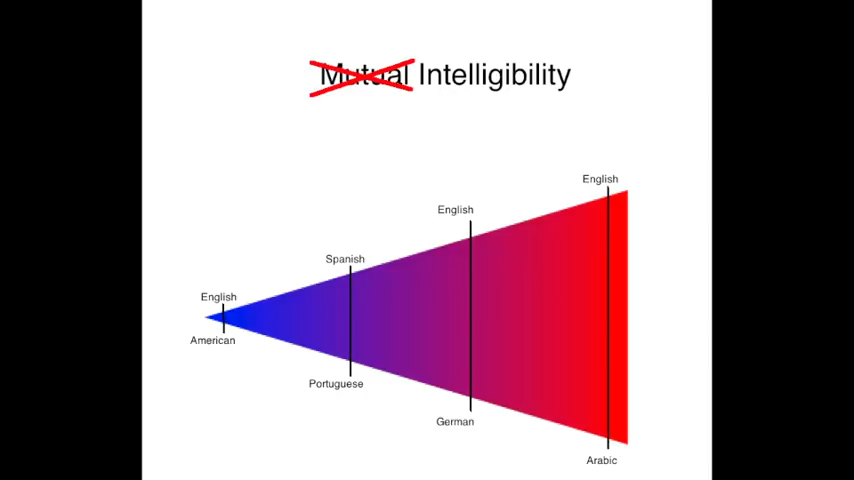 Mutual Intelligibility
English
English
Spanish
English
American
Portuguese
German
Arabic